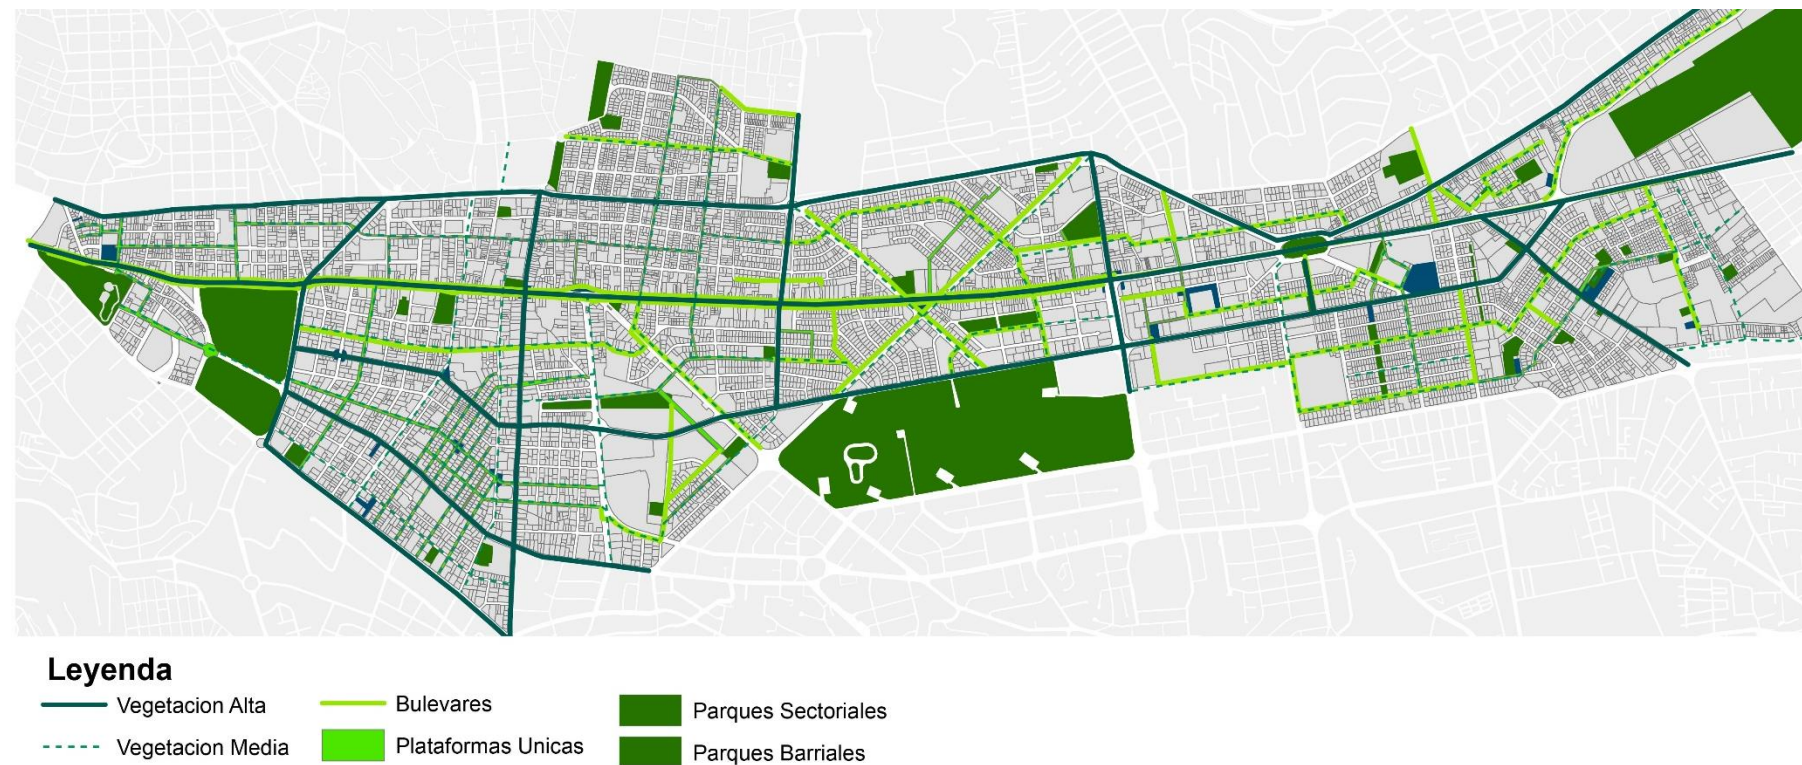 Leyenda
Vegetacion Alta
Bulevares
Parques Sectoriales
Vegetacion Media
Plataformas Unicas
Parques Barriales